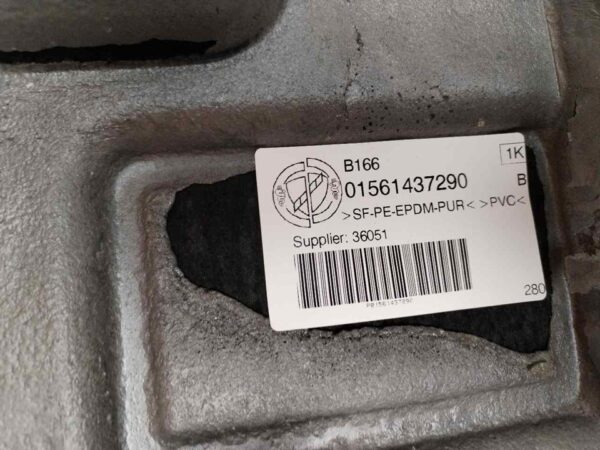 B166
1K
01561437290
B
>SF-PE-EPDM-PUR< >PVC<
Supplier: 36051
280